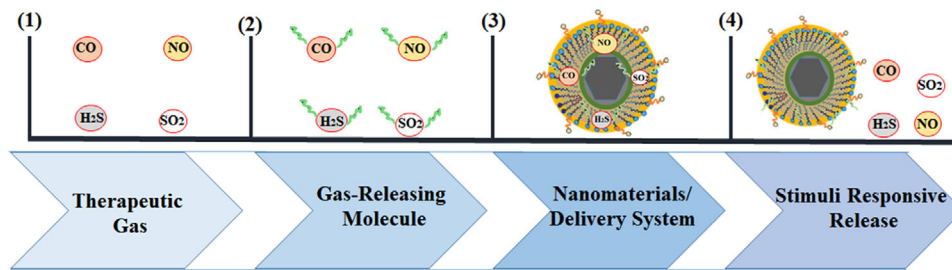 (1)
CO
NO
H2S
SO2
(2)
CO
NO
H2S
SO2
(3)
NO
CO
SO2
H2S
(4)
CO
SO2
H2S
NO
Therapeutic
Gas
Gas-Releasing
Molecule
Nanomaterials/
Delivery System
Stimuli Responsive
Release